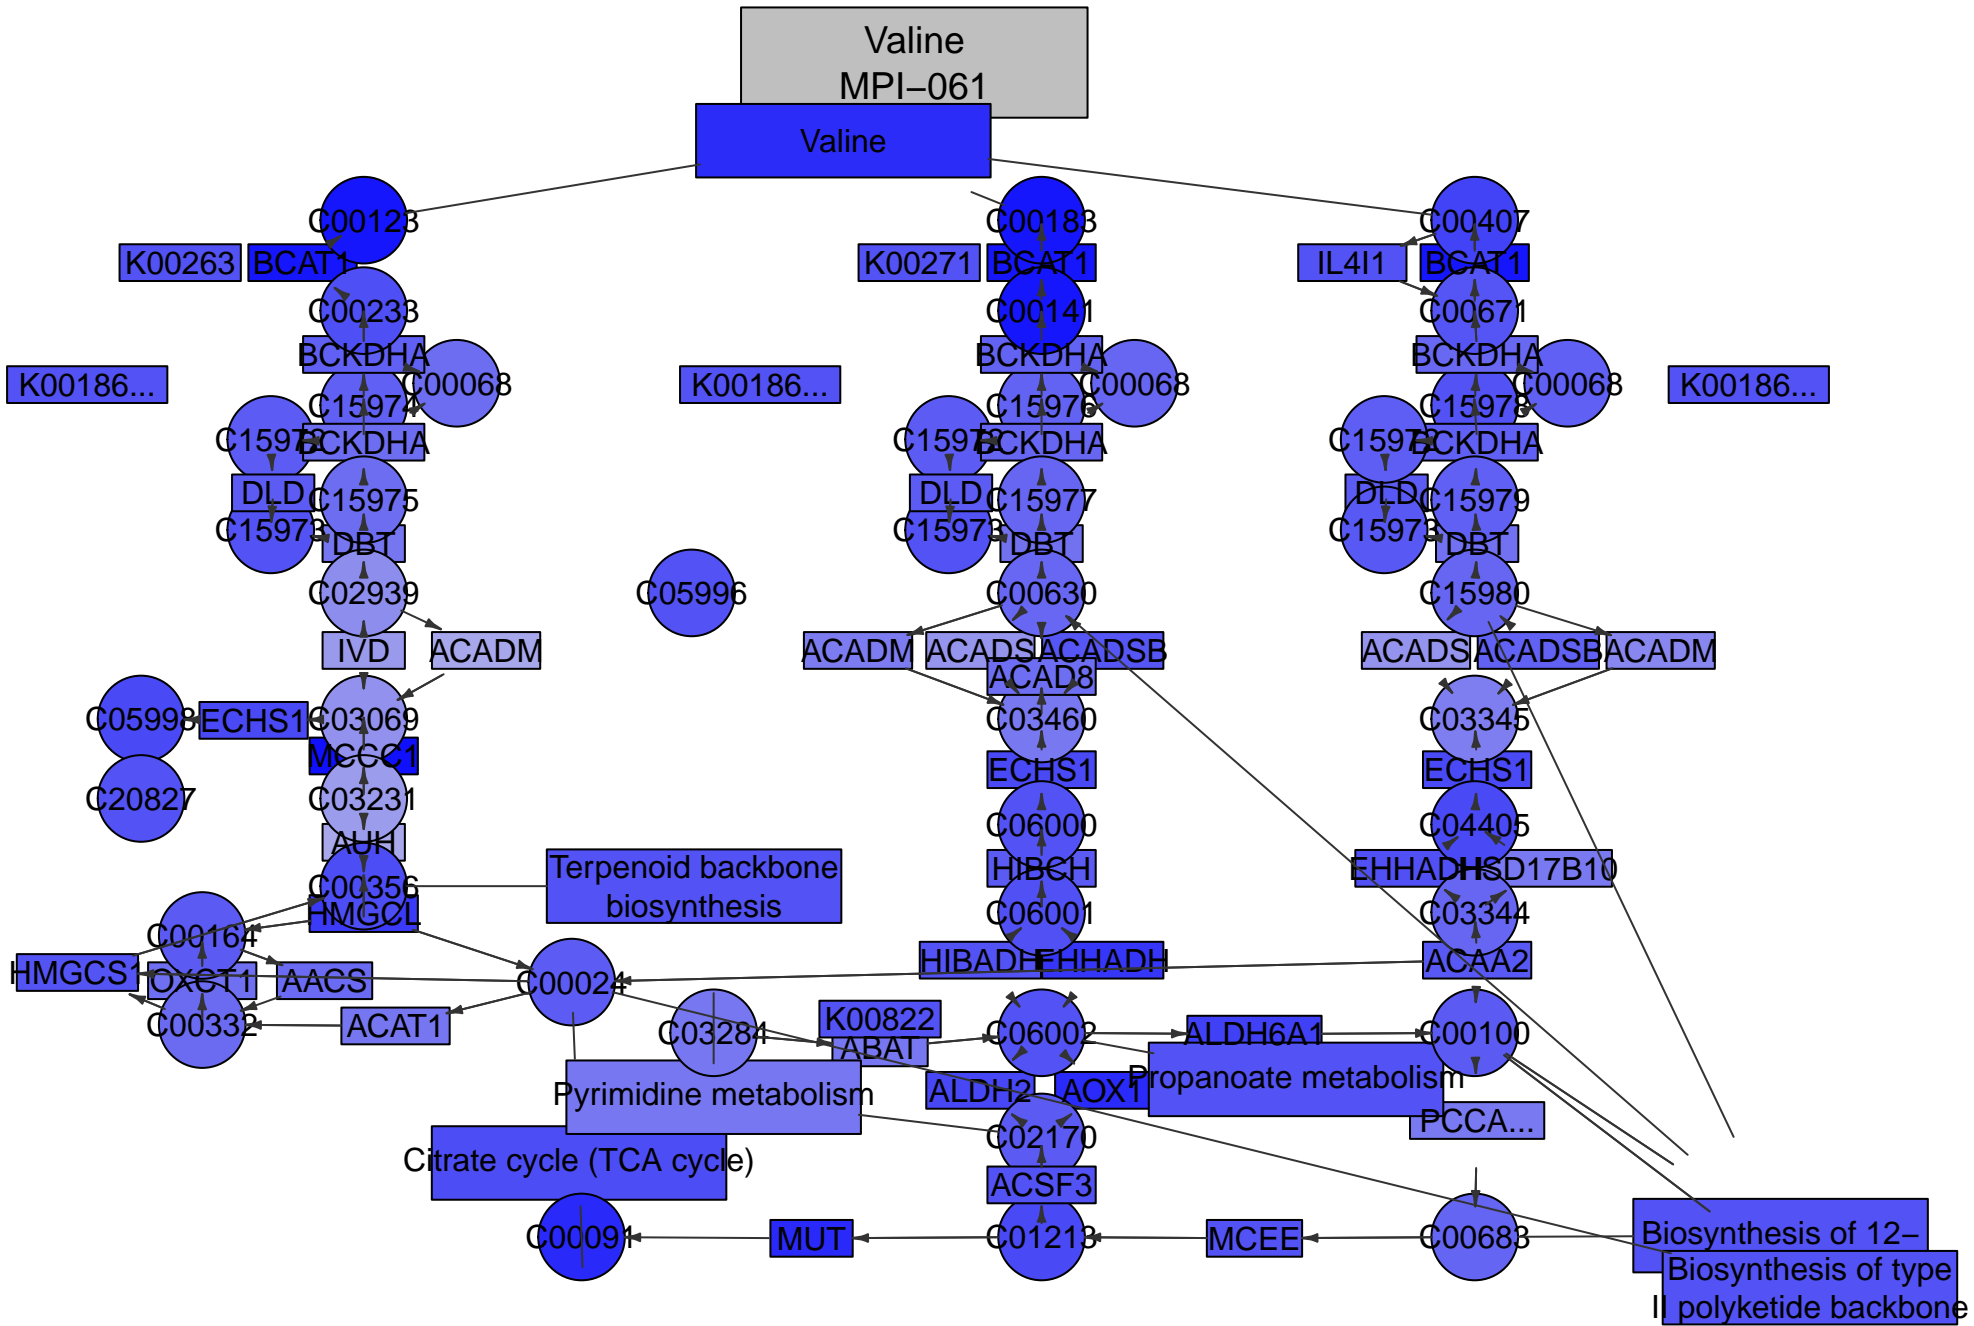 Valine
MPI–061
Valine
C00123
C00183
C00407
K00263
BCAT1
K00271
BCAT1
IL4I1
BCAT1
C00233
C00141
C00671
BCKDHA
BCKDHA
BCKDHA
K00186...
C00068
K00186...
C00068
C00068
K00186...
C15974
C15976
C15978
C15972
BCKDHA
C15972
BCKDHA
C15972
BCKDHA
DLD
C15975
DLD
C15977
DLD
C15979
C15973
DBT
C15973
DBT
C15973
DBT
C02939
C05996
C00630
C15980
IVD
ACADM
ACADM
ACADS
ACADSB
ACADS
ACADSB
ACADM
ACAD8
C05998
ECHS1
C03069
C03460
C03345
MCCC1
ECHS1
ECHS1
C20827
C03231
C06000
C04405
AUH
HIBCH
EHHADH
HSD17B10
Terpenoid backbone
biosynthesis
C00356
HMGCL
C06001
C03344
C00164
HMGCS1
OXCT1
AACS
C00024
HIBADH
EHHADH
ACAA2
C00332
ACAT1
C03284
K00822
ABAT
C06002
ALDH6A1
C00100
Pyrimidine metabolism
ALDH2
AOX1
Propanoate metabolism
PCCA...
C02170
Citrate cycle (TCA cycle)
ACSF3
C00091
MUT
C01213
MCEE
C00683
Biosynthesis of 12–
Biosynthesis of type
II polyketide backbone